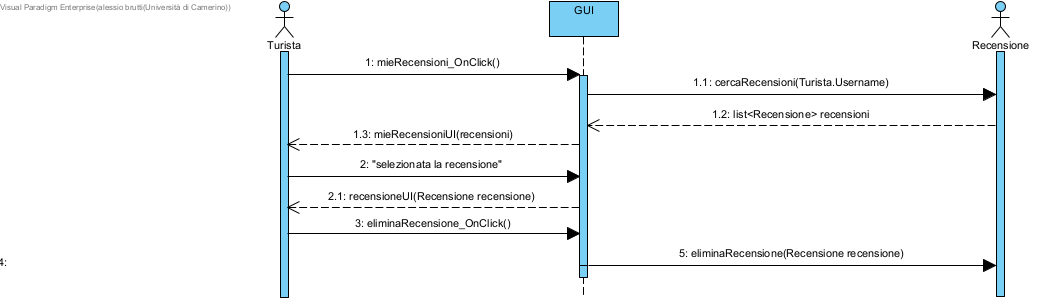 Visual Paradigm Enterprise(alessio brutti(Università di Camerino))
GUI
Turista
Recensione
1: mieRecensioni_OnClick()
1.1: cercaRecensioni(Turista.Username)
1.2: list<Recensione> recensioni
1.3: mieRecensioniUI(recensioni)
2: "selezionata la recensione"
2.1: recensioneUI(Recensione recensione)
3: eliminaRecensione_OnClick()
5: eliminaRecensione(Recensione recensione)
4: